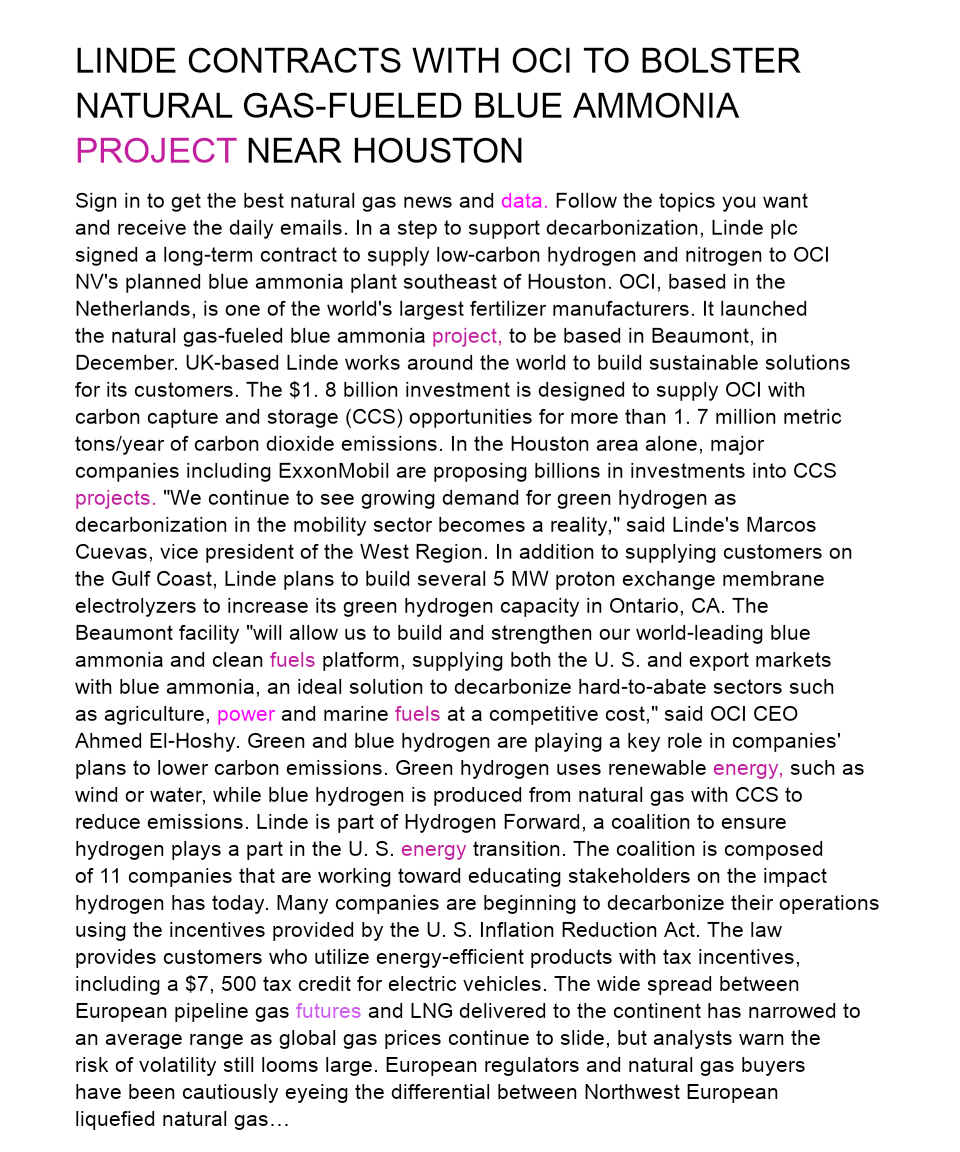 LINDE CONTRACTS WITH OCI TO BOLSTER
NATURAL GAS-FUELED BLUE AMMONIA
PROJECT NEAR HOUSTON
Sign in to get the best natural gas news and data. Follow the topics you want
and receive the daily emails. In a step to support decarbonization, Linde plc
signed a long-term contract to supply low-carbon hydrogen and nitrogen to OCI
NV's planned blue ammonia plant southeast of Houston. OCI, based in the
Netherlands, is one of the world's largest fertilizer manufacturers. It launched
the natural gas-fueled blue ammonia project, to be based in Beaumont, in
December. UK-based Linde works around the world to build sustainable solutions
for its customers. The $1. 8 billion investment is designed to supply OCI with
carbon capture and storage (CCS) opportunities for more than 1. 7 million metric
tons/year of carbon dioxide emissions. In the Houston area alone, major
companies including ExxonMobil are proposing billions in investments into CCS
projects. "We continue to see growing demand for green hydrogen as
decarbonization in the mobility sector becomes a reality," said Linde's Marcos
Cuevas, vice president of the West Region. In addition to supplying customers on
the Gulf Coast, Linde plans to build several 5 MW proton exchange membrane
electrolyzers to increase its green hydrogen capacity in Ontario, CA. The
Beaumont facility "will allow us to build and strengthen our world-leading blue
ammonia and clean fuels platform, supplying both the U. S. and export markets
with blue ammonia, an ideal solution to decarbonize hard-to-abate sectors such
as agriculture, power and marine fuels at a competitive cost," said OCI CEO
Ahmed El-Hoshy. Green and blue hydrogen are playing a key role in companies'
plans to lower carbon emissions. Green hydrogen uses renewable energy, such as
wind or water, while blue hydrogen is produced from natural gas with CCS to
reduce emissions. Linde is part of Hydrogen Forward, a coalition to ensure
hydrogen plays a part in the U. S. energy transition. The coalition is composed
of 11 companies that are working toward educating stakeholders on the impact
hydrogen has today. Many companies are beginning to decarbonize their operations
using the incentives provided by the U. S. Inflation Reduction Act. The law
provides customers who utilize energy-efficient products with tax incentives,
including a $7, 500 tax credit for electric vehicles. The wide spread between
European pipeline gas futures and LNG delivered to the continent has narrowed to
an average range as global gas prices continue to slide, but analysts warn the
risk of volatility still looms large. European regulators and natural gas buyers
have been cautiously eyeing the differential between Northwest European
liquefied natural gas…